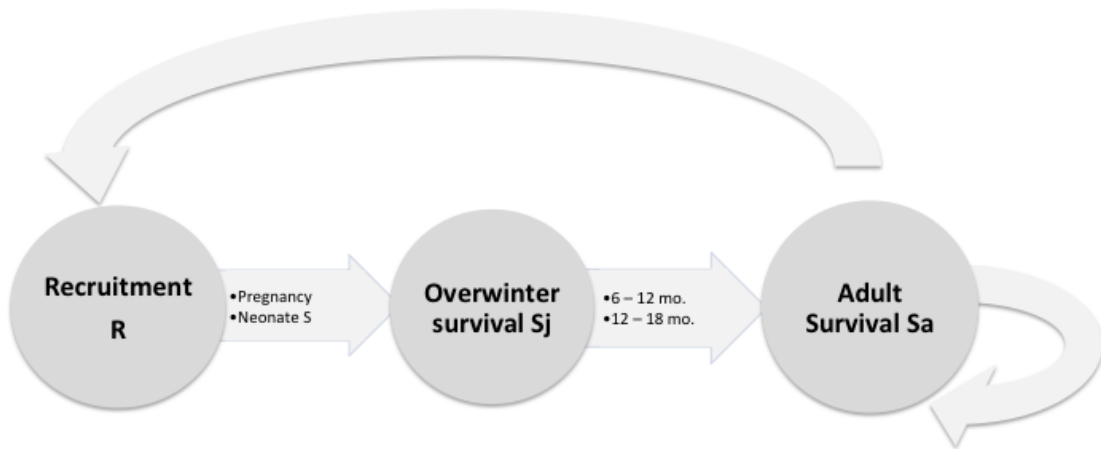 Recruitment
R
•Pregnancy
•Neonate S
Overwinter
survival Sj
•6 – 12 mo.
•12 – 18 mo.
Adult
Survival Sa